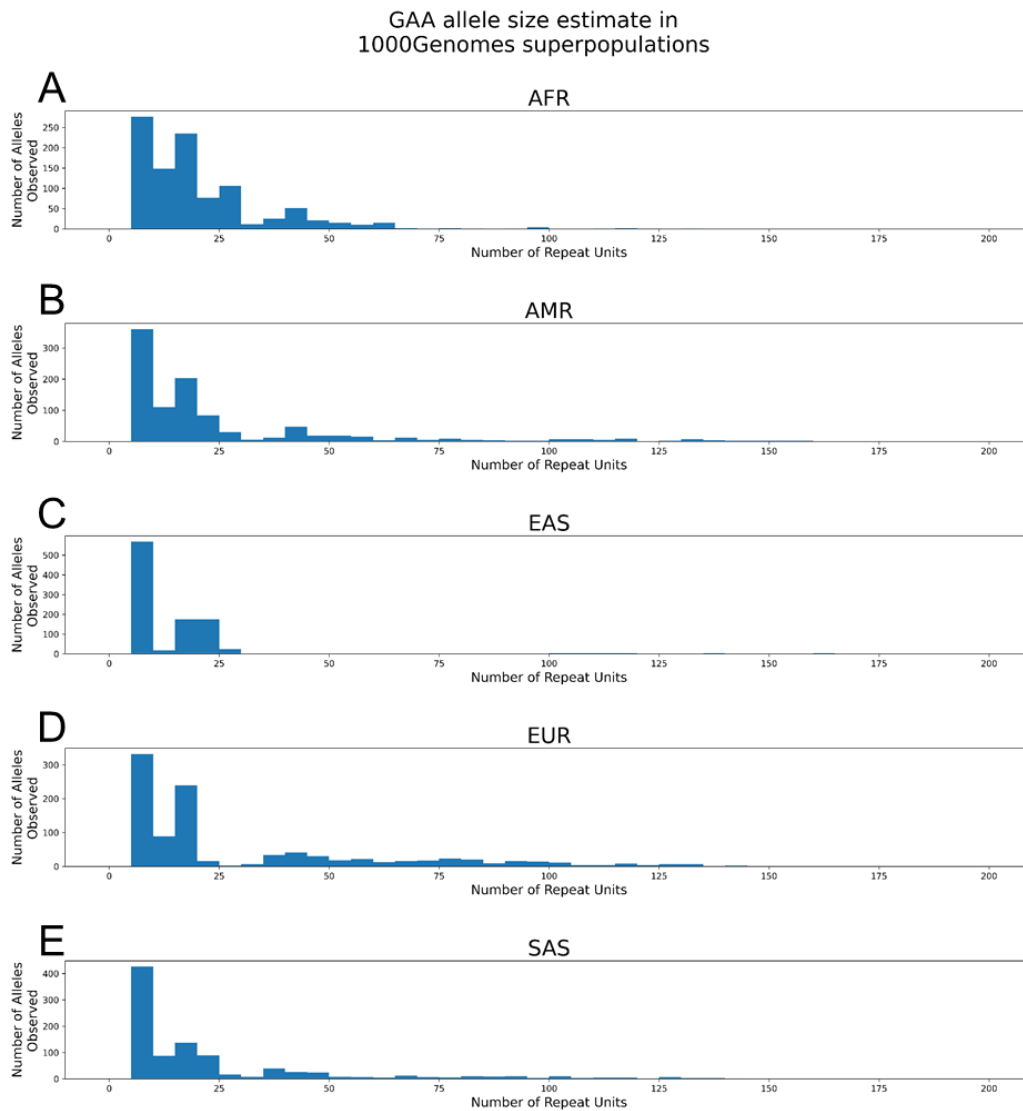 GAA allele size estimate in
1000Genomes superpopulations
A
AFR
Number of Alleles
Observed
250
200
150
100
50
0
0 25 50 75 100 125 150 175 200
Number of Repeat Units
B
AMR
Number of Alleles
Observed
300
200
100
0
0 25 50 75 100 125 150 175 200
Number of Repeat Units
C
EAS
Number of Alleles
Observed
500
400
300
200
100
0
0 25 50 75 100 125 150 175 200
Number of Repeat Units
D
EUR
Number of Alleles
Observed
300
200
100
0
0 25 50 75 100 125 150 175 200
Number of Repeat Units
E
SAS
Number of Alleles
Observed
400
300
200
100
0
0 25 50 75 100 125 150 175 200
Number of Repeat Units